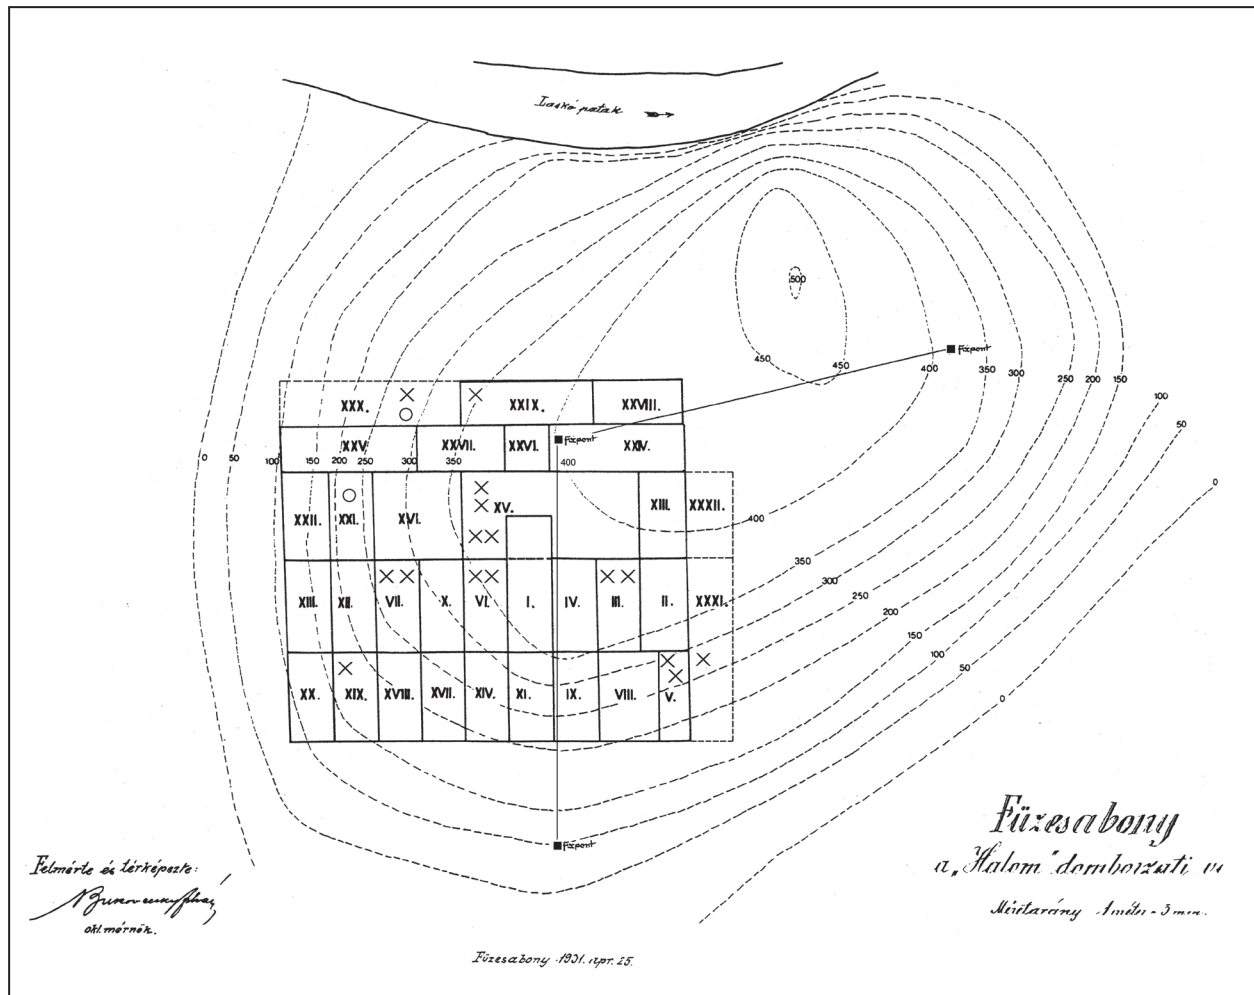 Laskó patak
500
450
450
főpont
400
350
300
250
200
150
100
50
0
XXX.
XXIX.
XXVIII.
XXV.
XXVII.
XXVI.
főpont
XXIV.
0
50
100
150
200
250
300
350
400
XXII.
XXI.
XVI.
XV.
XIII.
XXXII.
400
350
300
250
200
150
100
50
0
XIII.
XII.
VII.
X.
VI.
I.
IV.
III.
II.
XXXI.
XX.
XIX.
XVIII.
XVII.
XIV.
XI.
IX.
VIII.
V.
főpont
Füzesabony
a „Halom” domborzati
Méretarány 1 méter = 3 mm.
Felmérte és térképezte:
okl. mérnök.
Füzesabony 1931. apr. 25.